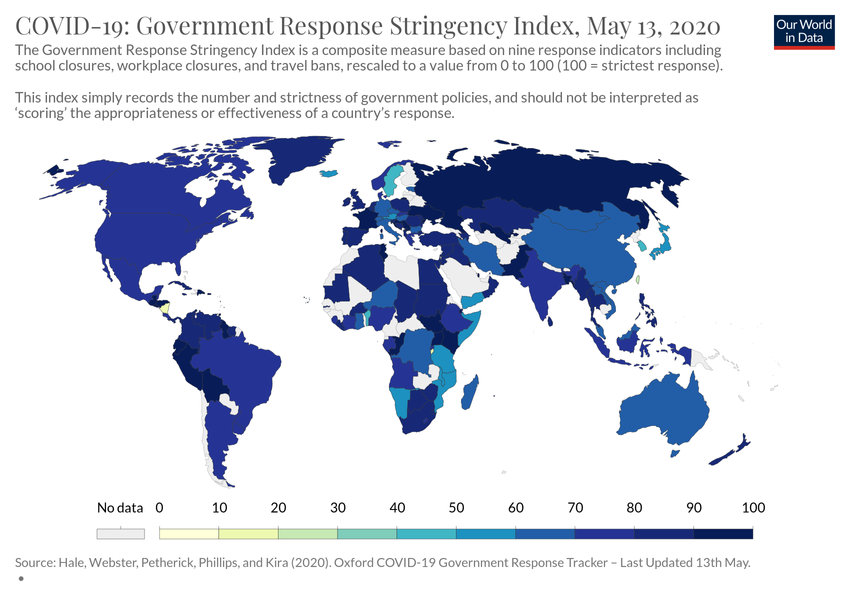 COVID-19: Government Response Stringency Index, May 13, 2020
Our World
in Data
The Government Response Stringency Index is a composite measure based on nine response indicators including
school closures, workplace closures, and travel bans, rescaled to a value from 0 to 100 (100 = strictest response).
This index simply records the number and strictness of government policies, and should not be interpreted as
‘scoring’ the appropriateness or effectiveness of a country's response.
No data 0 10 20 30 40 50 60 70 80 90 100
Source: Hale, Webster, Petherick, Phillips, and Kira (2020). Oxford COVID-19 Government Response Tracker – Last Updated 13th May.